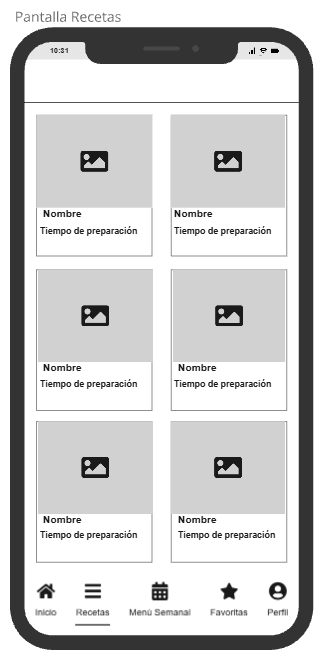 Pantalla Recetas
10:31
Nombre
Tiempo de preparación
Nombre
Tiempo de preparación
Nombre
Tiempo de preparación
Nombre
Tiempo de preparación
Nombre
Tiempo de preparación
Nombre
Tiempo de preparación
Inicio
Recetas
Menú Semanal
Favoritas
Perfil